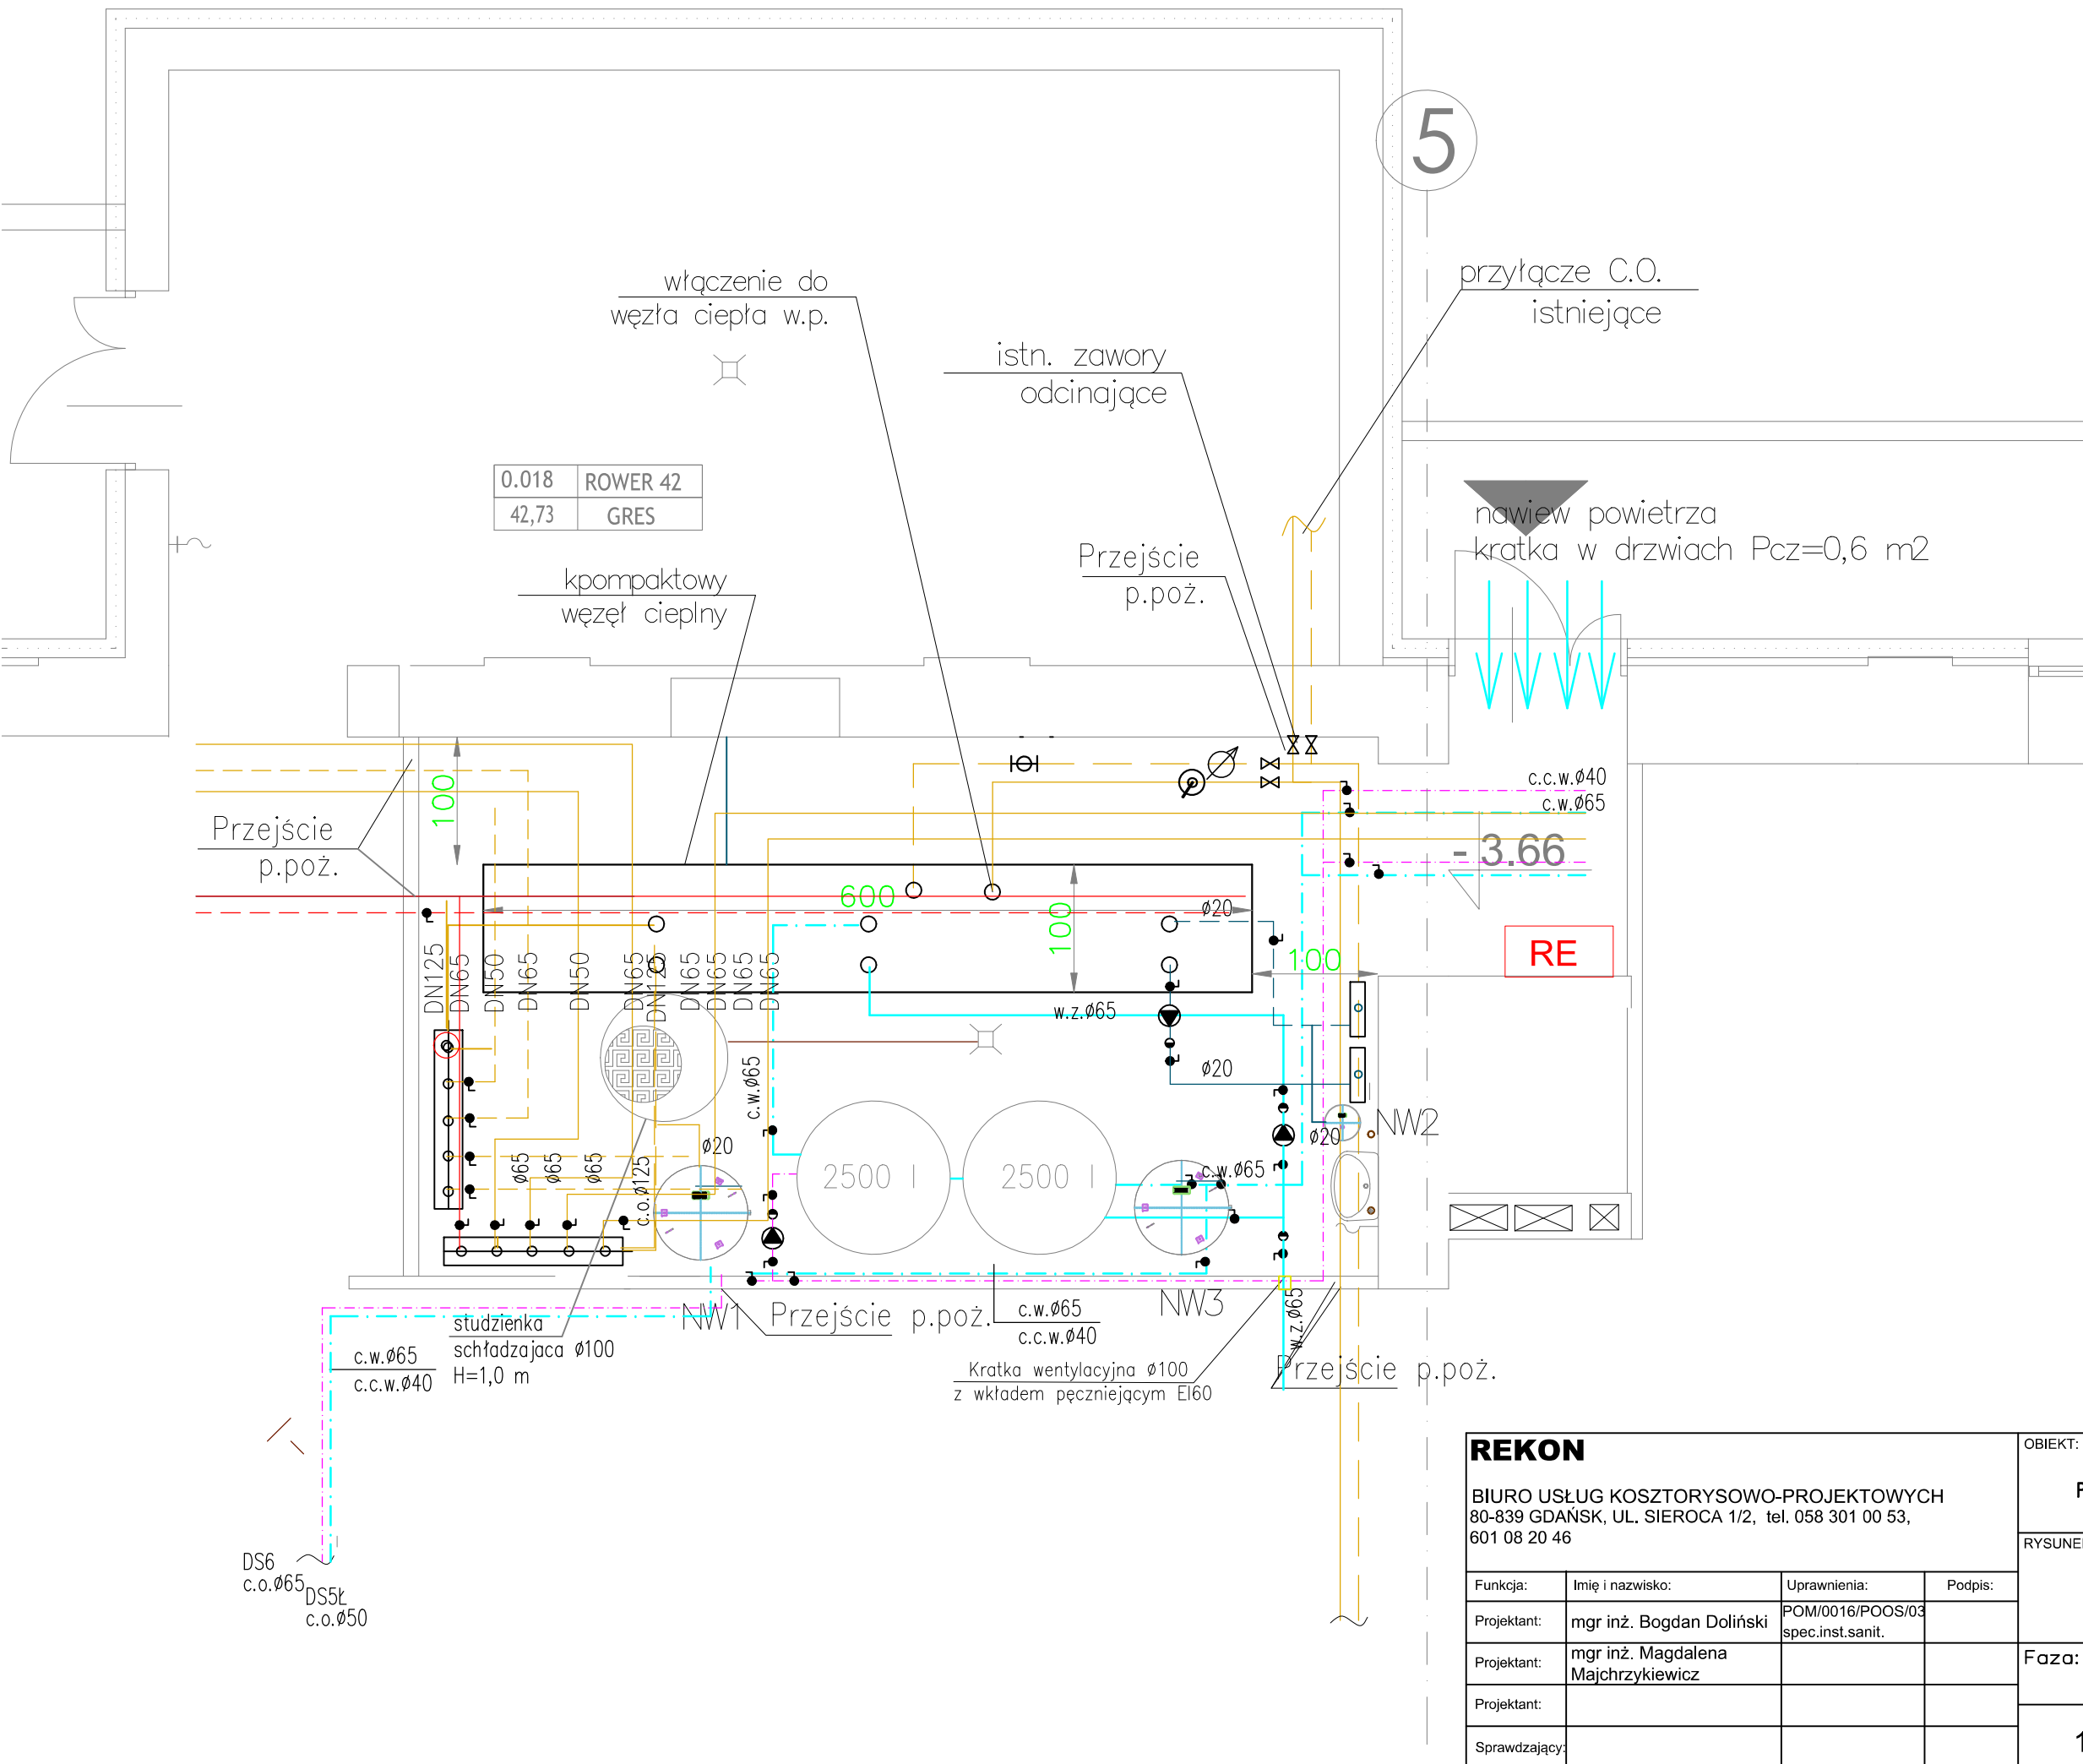 5
włączenie do
węzła ciepła w.p.
przyłącze C.O.
istniejące
istn. zawory
odcinające
0.018 ROWER 42
42,73 GRES
nawiew powietrza
kratka w drzwiach Pcz=0,6 m2
Przejście
p.poż.
kpompaktowy
węzęł cieplny
100
c.c.w.ø40
c.w.ø65
Przejście
p.poż.
- 3.66
600
100
ø20
100
RE
DN125
DN65
DN50
DN65
DN50
DN65
DN125
DN65
DN65
DN65
DN65
w.z.ø65
ø20
c.w.ø65
NW2
ø20
ø20
ø65
ø65
ø65
c.o.ø125
2500 l
2500 l
c.w.ø65
NW1
Przejście p.poż.
c.w.ø65
c.c.w.ø40
NW3
w.z.ø65
studzienka
schładzajaca ø100
H=1,0 m
c.w.ø65
c.c.w.ø40
Kratka wentylacyjna ø100
z wkładem pęczniejącym EI60
Przejście p.poż.
DS6
c.o.ø65
DS5Ł
c.o.ø50
REKON
BIURO USŁUG KOSZTORYSOWO-PROJEKTOWYCH
80-839 GDAŃSK, UL. SIEROCA 1/2, tel. 058 301 00 53,
601 08 20 46
OBIEKT:
RYSUNE
Funkcja: Imię i nazwisko: Uprawnienia: Podpis:
Projektant: mgr inż. Bogdan Doliński POM/0016/POOS/03
spec.inst.sanit.
Projektant: mgr inż. Magdalena
Majchrzykiewicz
Faza:
Projektant:
Sprawdzający: